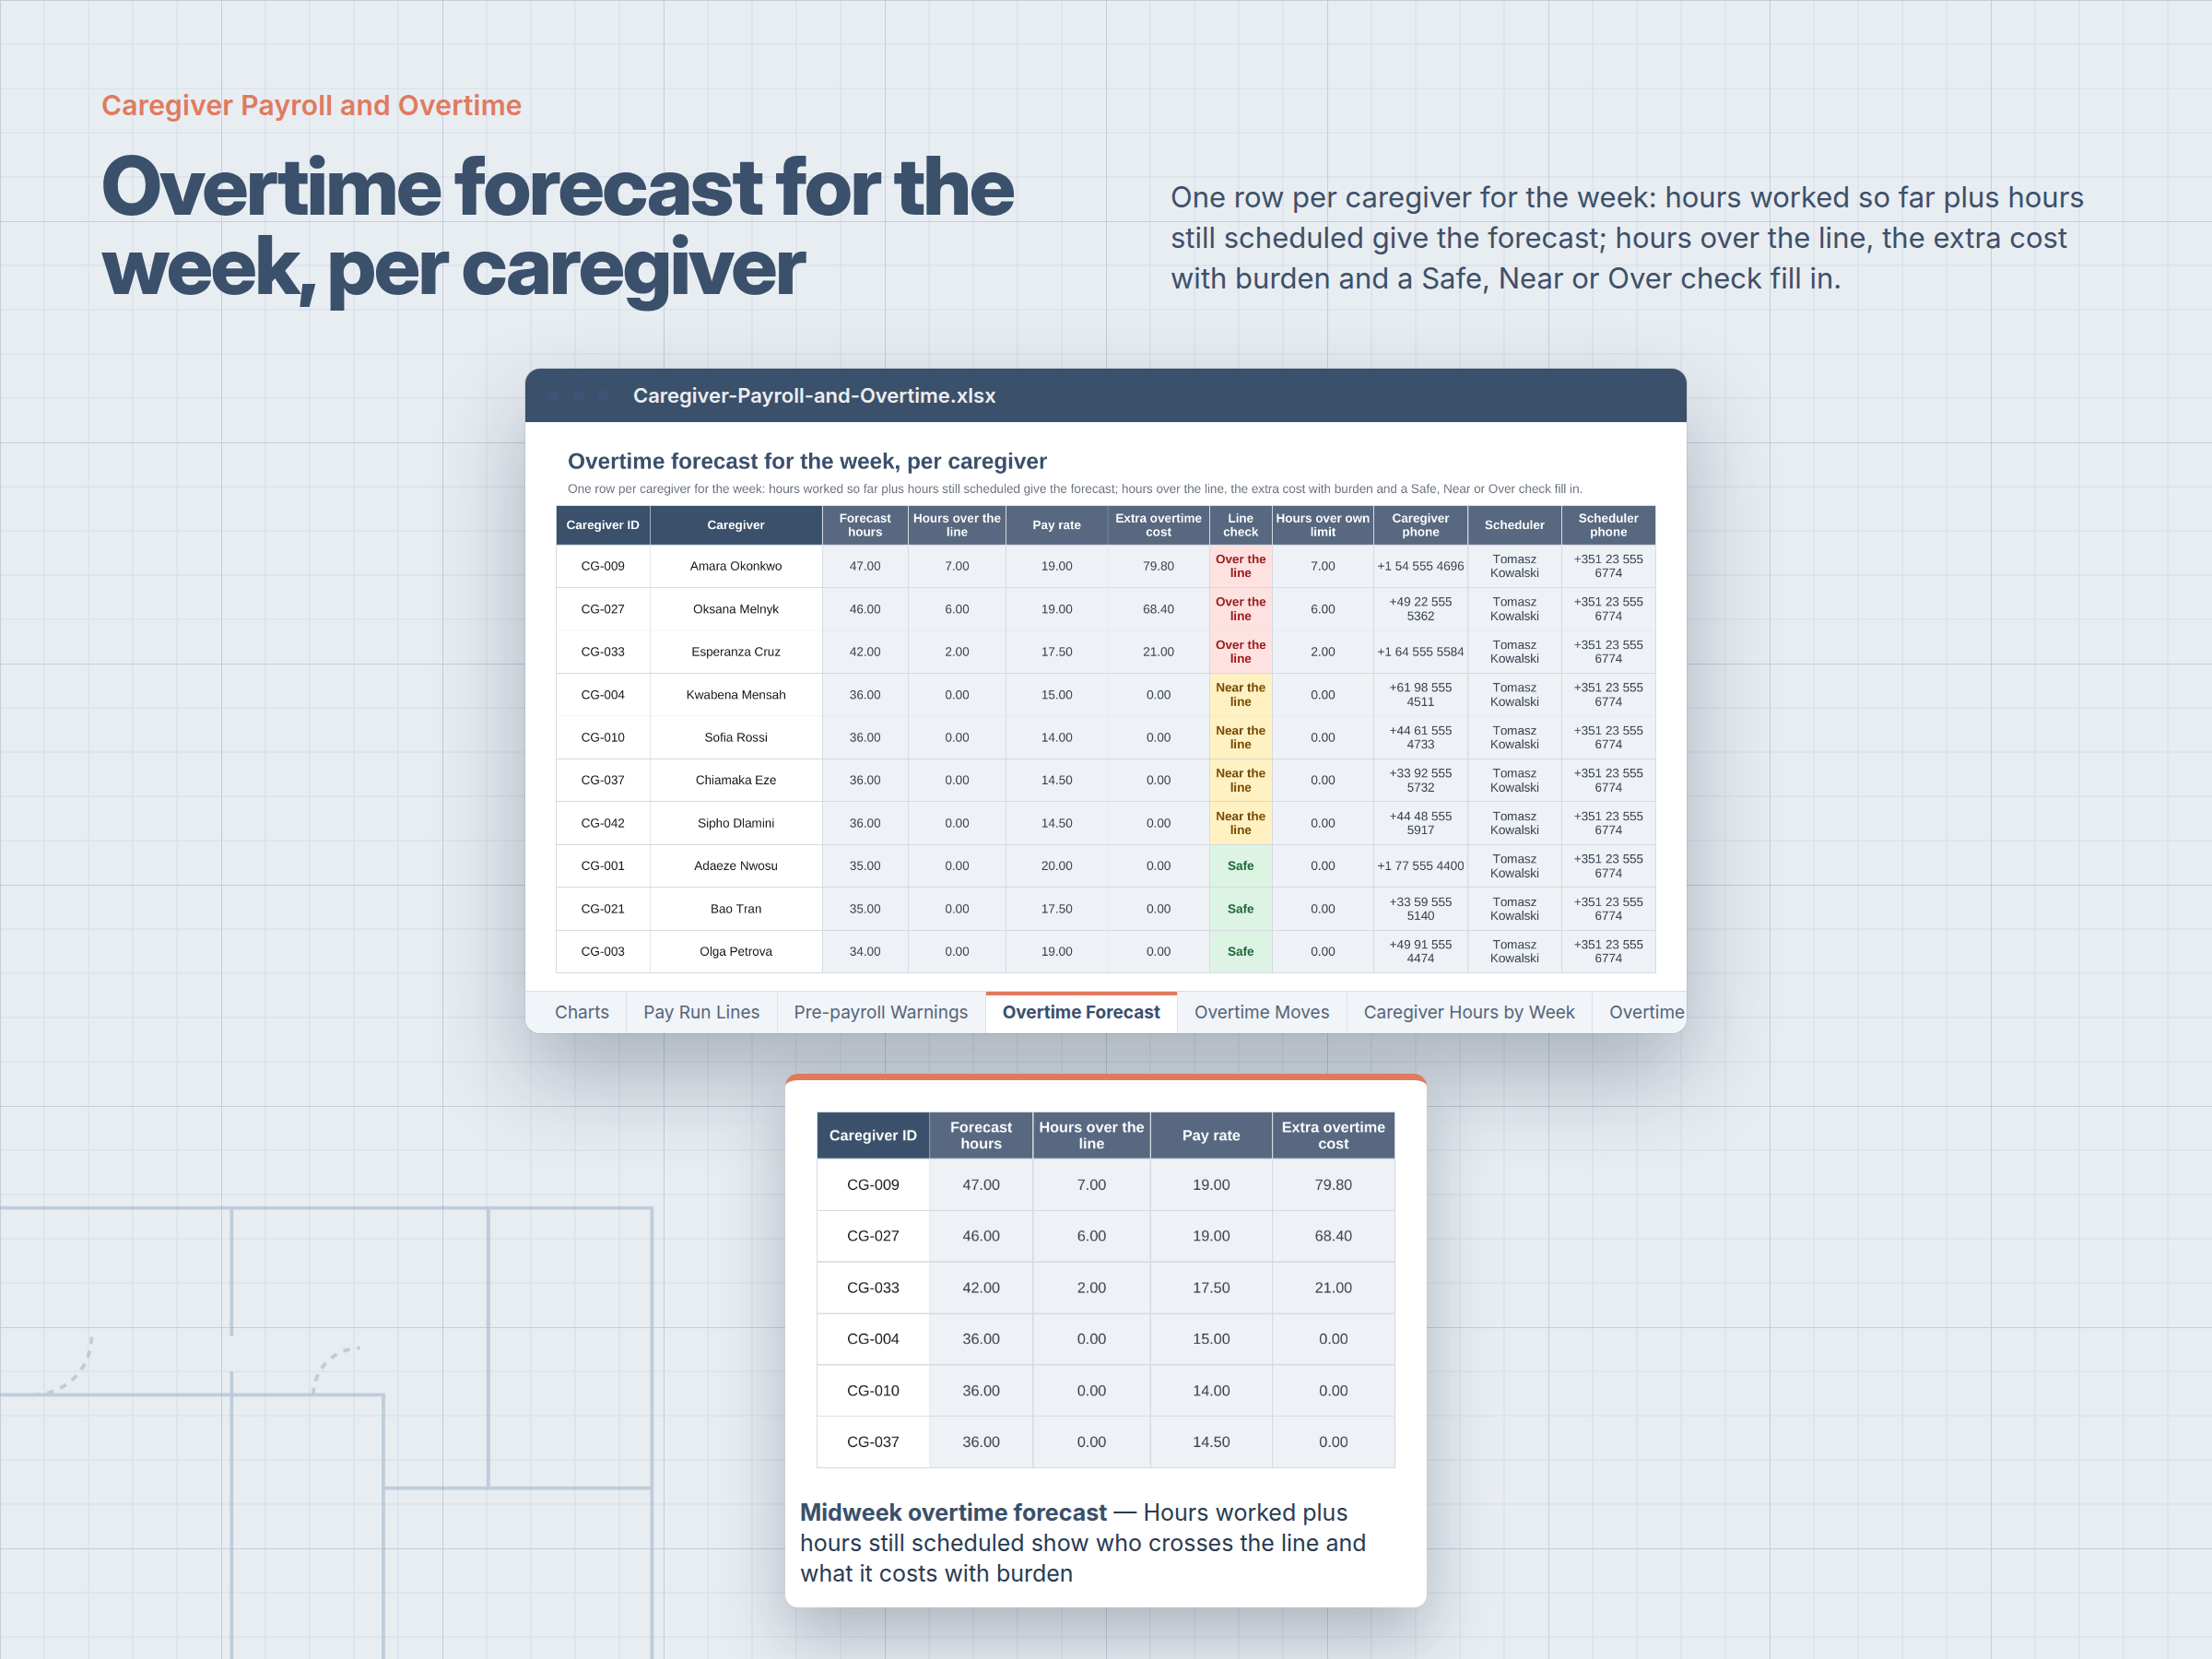 Caregiver Payroll and Overtime
Overtime forecast for the
week, per caregiver
One row per caregiver for the week: hours worked so far plus hours
still scheduled give the forecast; hours over the line, the extra cost
with burden and a Safe, Near or Over check fill in.
Caregiver-Payroll-and-Overtime.xlsx
Overtime forecast for the week, per caregiver
One row per caregiver for the week: hours worked so far plus hours still scheduled give the forecast; hours over the line, the extra cost with burden and a Safe, Near or Over check fill in.
Caregiver ID Caregiver Forecast hours Hours over the line Pay rate Extra overtime cost Line check Hours over own limit Caregiver phone Scheduler Scheduler phone
CG-009 Amara Okonkwo 47.00 7.00 19.00 79.80 Over the line 7.00 +1 54 555 4696 Tomasz Kowalski +351 23 555 6774
CG-027 Oksana Melnyk 46.00 6.00 19.00 68.40 Over the line 6.00 +49 22 555 5362 Tomasz Kowalski +351 23 555 6774
CG-033 Esperanza Cruz 42.00 2.00 17.50 21.00 Over the line 2.00 +1 64 555 5584 Tomasz Kowalski +351 23 555 6774
CG-004 Kwabena Mensah 36.00 0.00 15.00 0.00 Near the line 0.00 +61 98 555 4511 Tomasz Kowalski +351 23 555 6774
CG-010 Sofia Rossi 36.00 0.00 14.00 0.00 Near the line 0.00 +44 61 555 4733 Tomasz Kowalski +351 23 555 6774
CG-037 Chiamaka Eze 36.00 0.00 14.50 0.00 Near the line 0.00 +33 92 555 5732 Tomasz Kowalski +351 23 555 6774
CG-042 Sipho Dlamini 36.00 0.00 14.50 0.00 Near the line 0.00 +44 48 555 5917 Tomasz Kowalski +351 23 555 6774
CG-001 Adaeze Nwosu 35.00 0.00 20.00 0.00 Safe 0.00 +1 77 555 4400 Tomasz Kowalski +351 23 555 6774
CG-021 Bao Tran 35.00 0.00 17.50 0.00 Safe 0.00 +33 59 555 5140 Tomasz Kowalski +351 23 555 6774
CG-003 Olga Petrova 34.00 0.00 19.00 0.00 Safe 0.00 +49 91 555 4474 Tomasz Kowalski +351 23 555 6774
Charts Pay Run Lines Pre-payroll Warnings Overtime Forecast Overtime Moves Caregiver Hours by Week Overtime
Caregiver ID Forecast hours Hours over the line Pay rate Extra overtime cost
CG-009 47.00 7.00 19.00 79.80
CG-027 46.00 6.00 19.00 68.40
CG-033 42.00 2.00 17.50 21.00
CG-004 36.00 0.00 15.00 0.00
CG-010 36.00 0.00 14.00 0.00
CG-037 36.00 0.00 14.50 0.00
Midweek overtime forecast — Hours worked plus
hours still scheduled show who crosses the line and
what it costs with burden